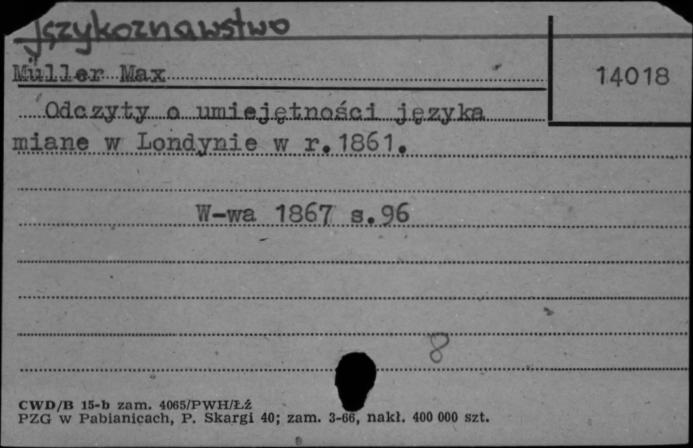 Językoznawstwo
Müller Max
14018
Odczyty o umiejętności języka
miane w Londynie w r.1861.
W-wa 1867 s.96
8
CWD/B 15-b zam. 4065/PWH/ŁŹ
PZG w Pabianicach, P. Skargi 40; zam. 3-66, nakł. 400 000 szt.